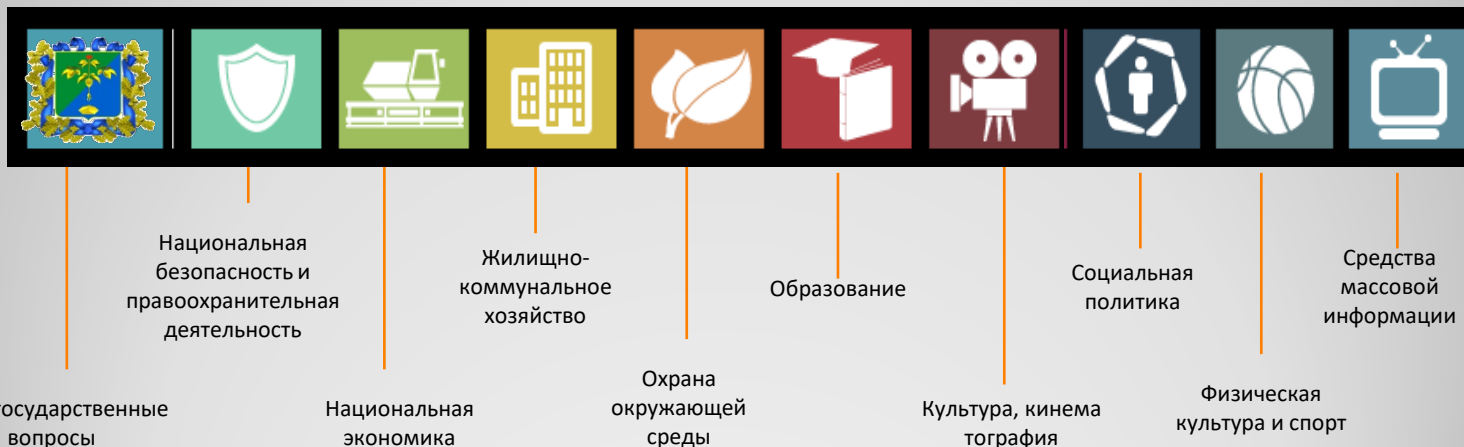 Национальная
безопасность и
правоохранительная
деятельность
Жилищно-
коммунальное
хозяйство
Образование
Социальная
политика
Средства
массовой
информации
государственные
вопросы
Национальная
экономика
Охрана
окружающей
среды
Культура, кинема
тография
Физическая
культура и спорт